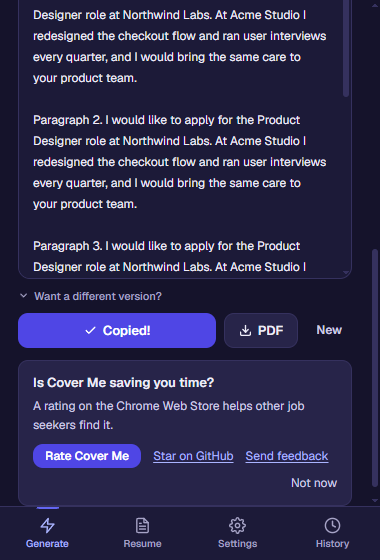 Designer role at Northwind Labs. At Acme Studio I
redesigned the checkout flow and ran user interviews
every quarter, and I would bring the same care to
your product team.
Paragraph 2. I would like to apply for the Product
Designer role at Northwind Labs. At Acme Studio I
redesigned the checkout flow and ran user interviews
every quarter, and I would bring the same care to
your product team.
Paragraph 3. I would like to apply for the Product
Designer role at Northwind Labs. At Acme Studio I
Want a different version?
Copied! PDF New
Is Cover Me saving you time?
A rating on the Chrome Web Store helps other job
seekers find it.
Rate Cover Me Star on GitHub Send feedback
Not now
Generate Resume Settings History